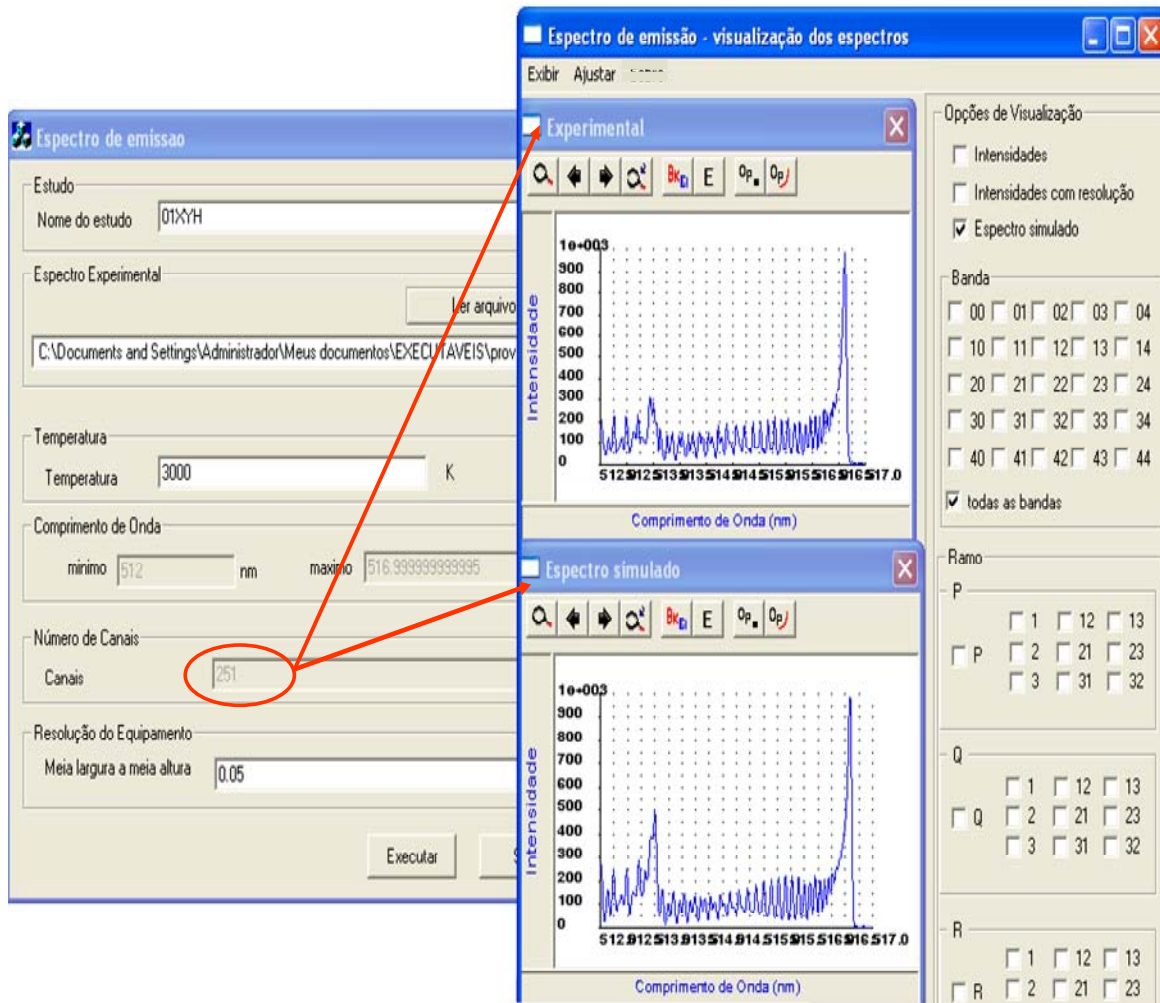 Espectro de emissao
Estudo
Nome do estudo 01XYH
Espectro Experimental
Ler arquivo
C:\Documents and Settings\Administrador\Meus documentos\EXECUTAVEIS\prov
Temperatura
Temperatura 3000 K
Comprimento de Onda
minimo 512 nm maximo 516.999999999995
Número de Canais
Canais 251
Resolução do Equipamento
Meia largura a meia altura 0.05
Executar S
Espectro de emissão - visualização dos espectros
Exibir Ajustar
Experimental
E OP OP
1e+003
900
800
700
600
500
400
300
200
100
0
Intensidade
Comprimento de Onda (nm)
Espectro simulado
E OP OP
1e+003
900
800
700
600
500
400
300
200
100
0
Intensidade
Comprimento de Onda (nm)
Opções de Visualização
Intensidades
Intensidades com resolução
Espectro simulado
Banda
00 01 02 03 04
10 11 12 13 14
20 21 22 23 24
30 31 32 33 34
40 41 42 43 44
todas as bandas
Ramo
P
1 12 13
P 2 21 23
3 31 32
Q
1 12 13
Q 2 21 23
3 31 32
R
1 12 13
R 2 21 23